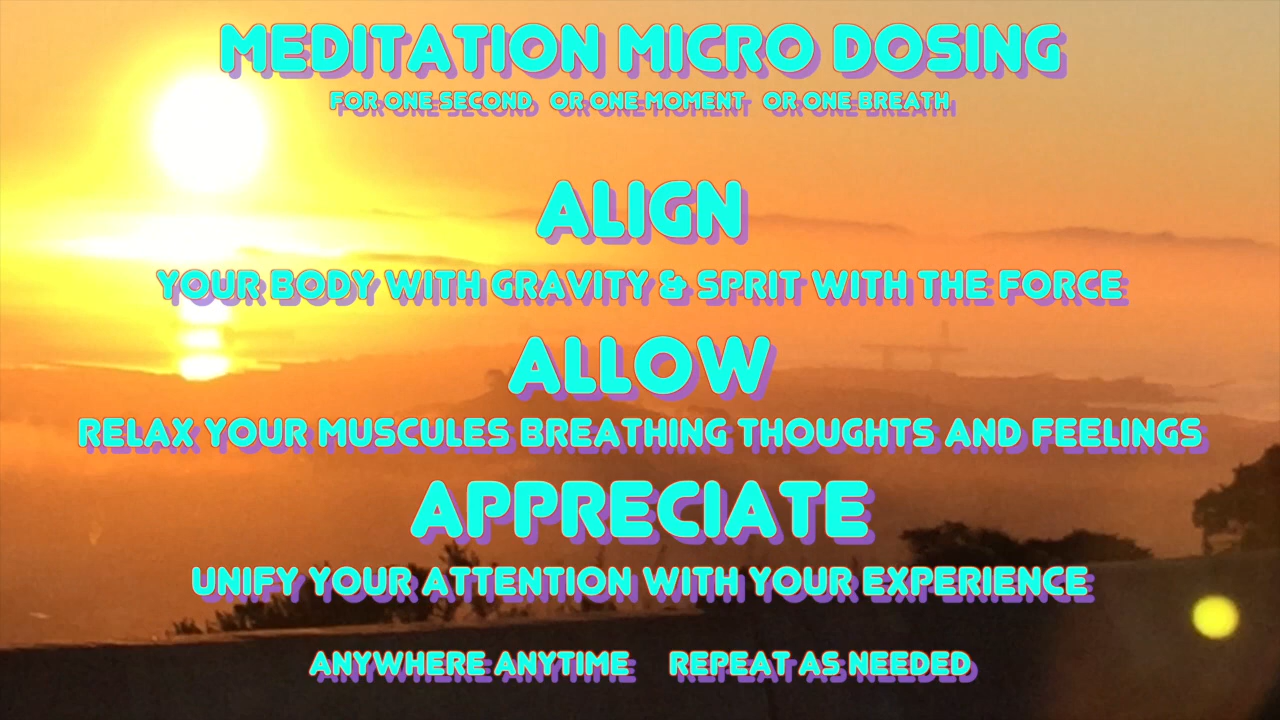 MEDITATION MICRO DOSING
FOR ONE SECOND OR ONE MOMENT OR ONE BREATH
ALIGN
YOUR BODY WITH GRAVITY & SPRIT WITH THE FORCE
ALLOW
RELAX YOUR MUSCULES BREATHING THOUGHTS AND FEELINGS
APPRECIATE
UNIFY YOUR ATTENTION WITH YOUR EXPERIENCE
ANYWHERE ANYTIME REPEAT AS NEEDED